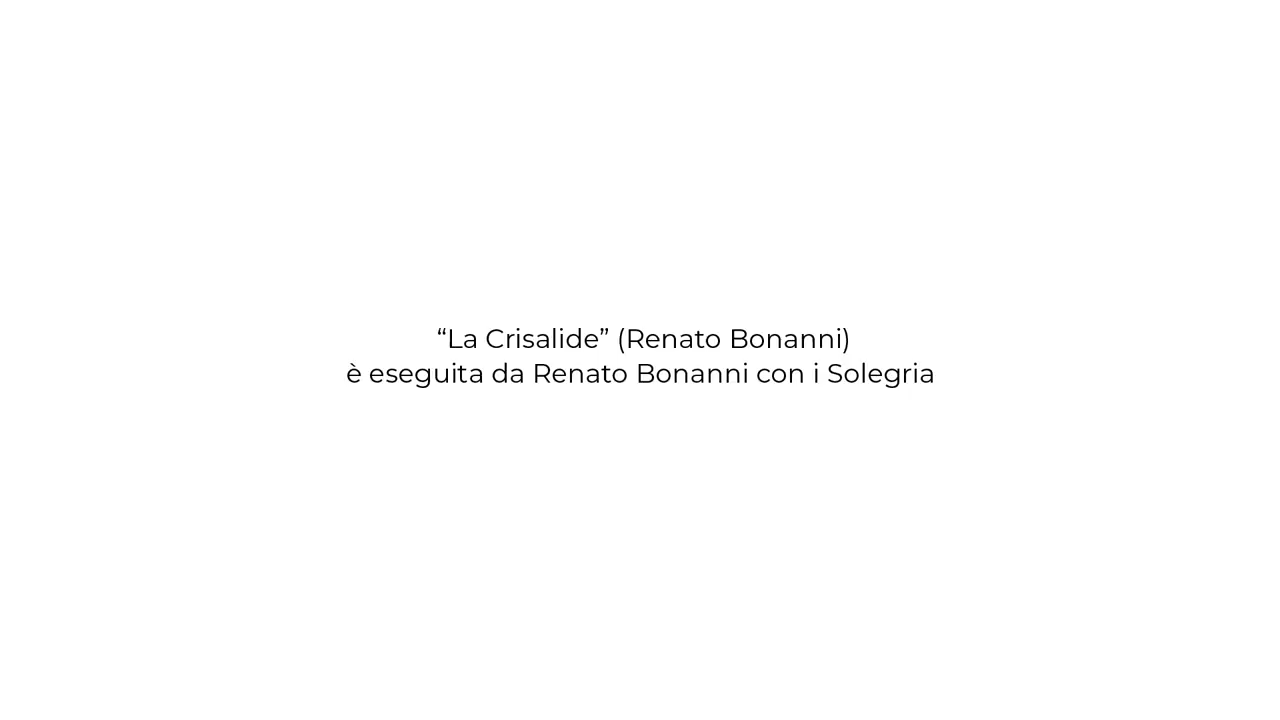 “La Crisalide” (Renato Bonanni)
è eseguita da Renato Bonanni con i Solegria